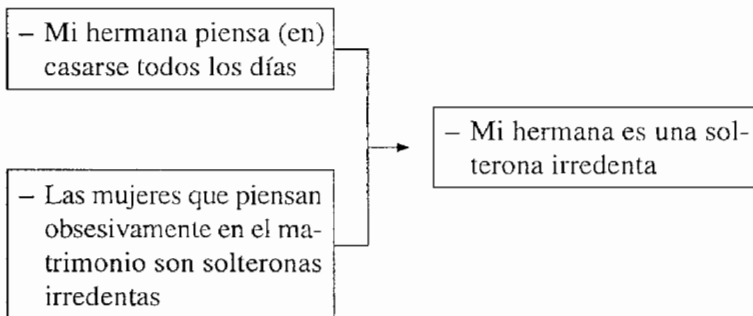 – Mi hermana piensa (en)
casarse todos los días
– Mi hermana es una sol-
terona irredenta
– Las mujeres que piensan
obsesivamente en el ma-
trimonio son solteronas
irredentas